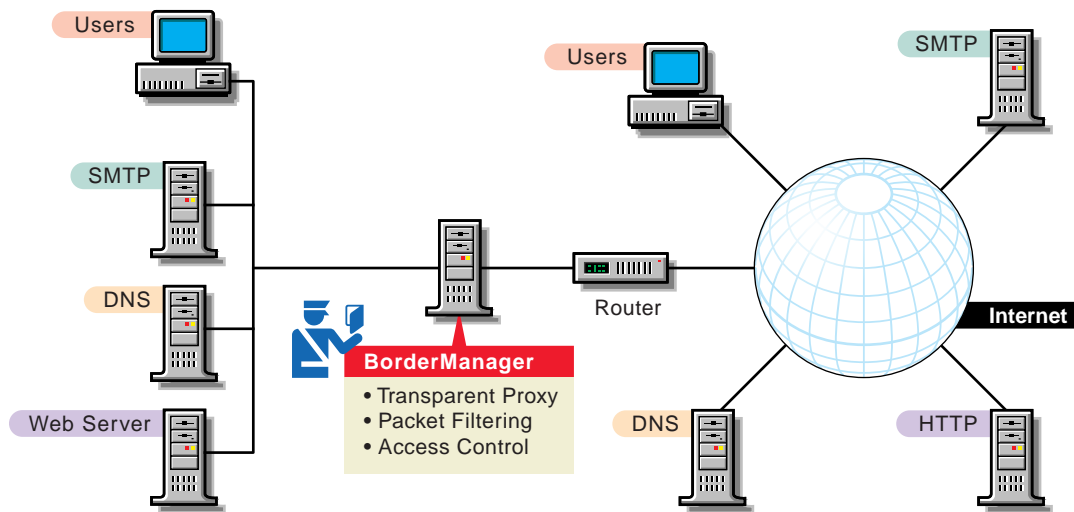 Users
SMTP
DNS
Web Server
BorderManager
• Transparent Proxy
• Packet Filtering
• Access Control
Router
Users
SMTP
Internet
DNS
HTTP